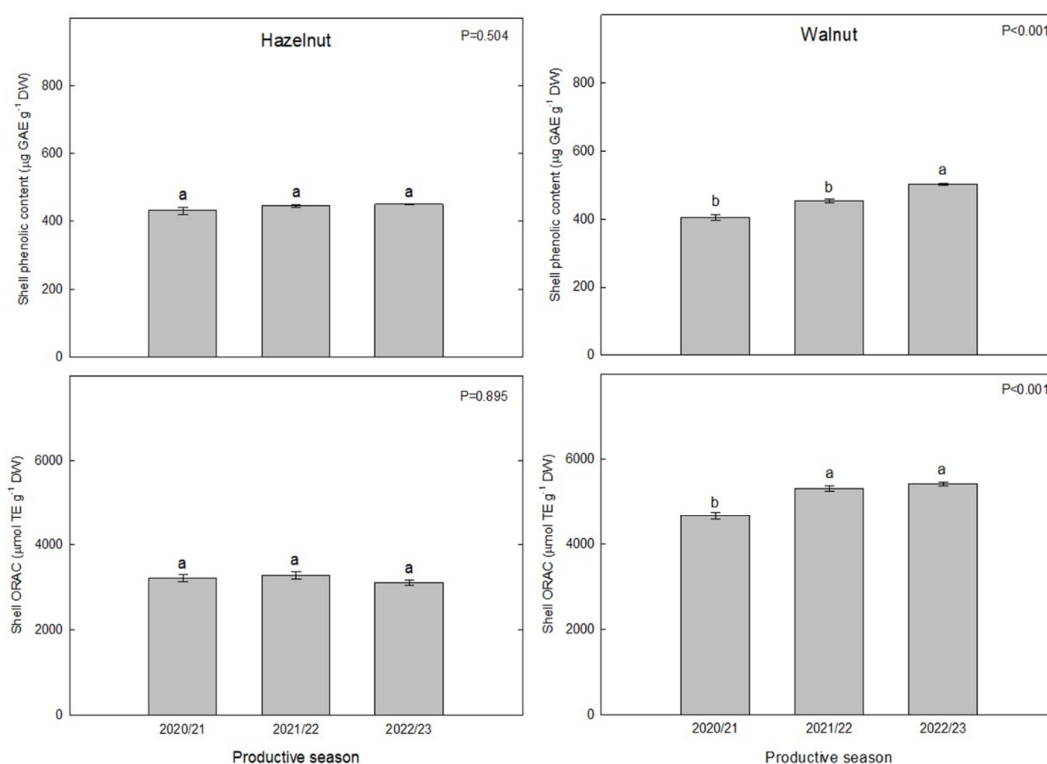 Hazelnut
P=0.504
Shell phenolic content (µg GAE g⁻¹ DW)
800
600
400
200
0
a
a
a
Walnut
P<0.001
Shell phenolic content (µg GAE g⁻¹ DW)
800
600
400
200
0
b
b
a
P=0.895
Shell ORAC (µmol TE g⁻¹ DW)
6000
4000
2000
0
a
a
a
2020/21
2021/22
2022/23
Productive season
P<0.001
Shell ORAC (µmol TE g⁻¹ DW)
6000
4000
2000
0
b
a
a
2020/21
2021/22
2022/23
Productive season